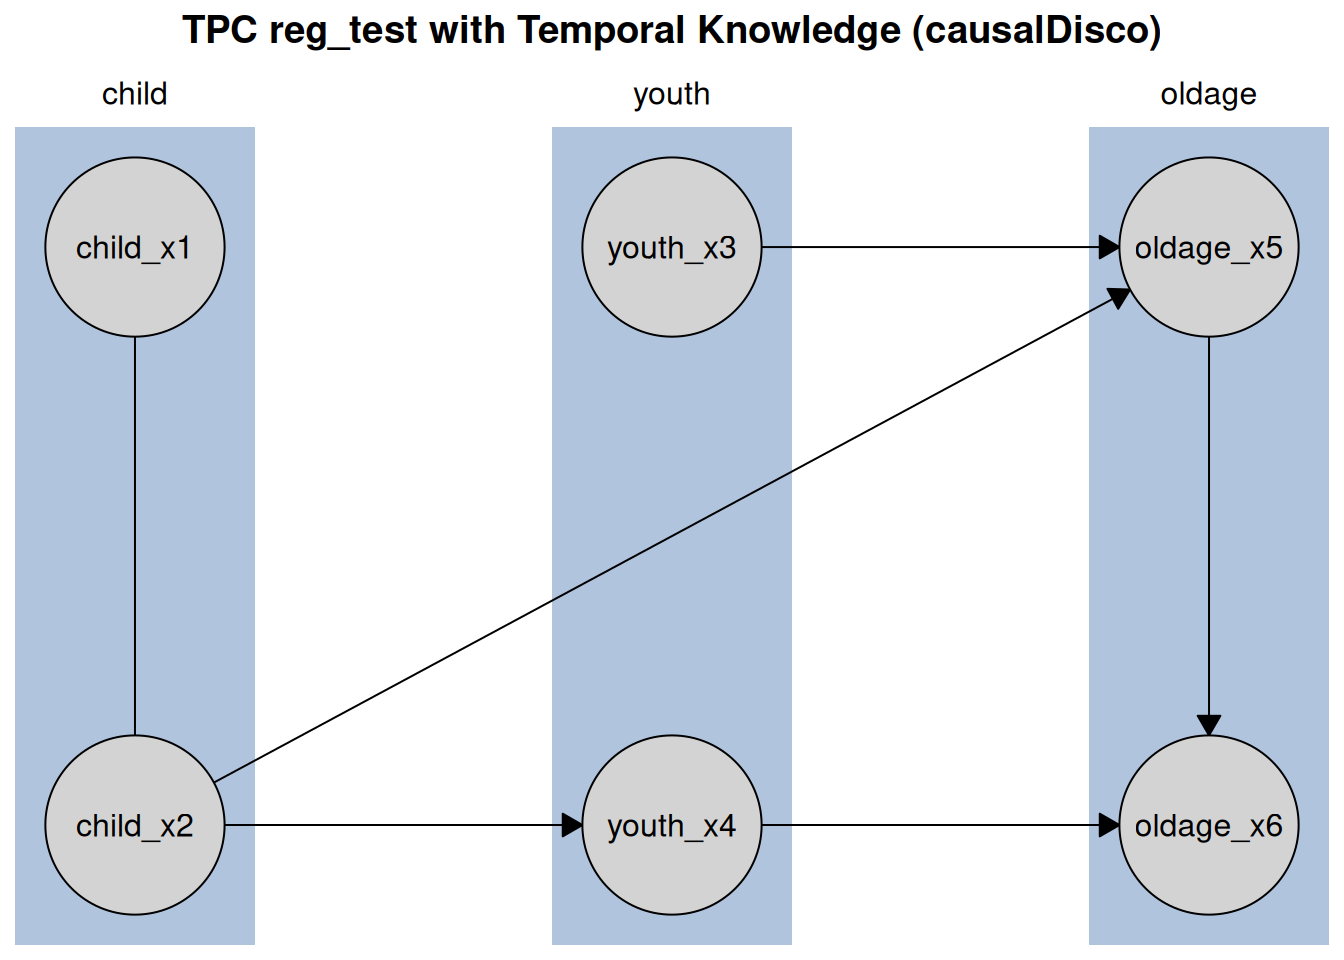 TPC reg_test with Temporal Knowledge (causalDisco)
child youth oldage
child_x1 youth_x3 oldage_x5
child_x2 youth_x4 oldage_x6